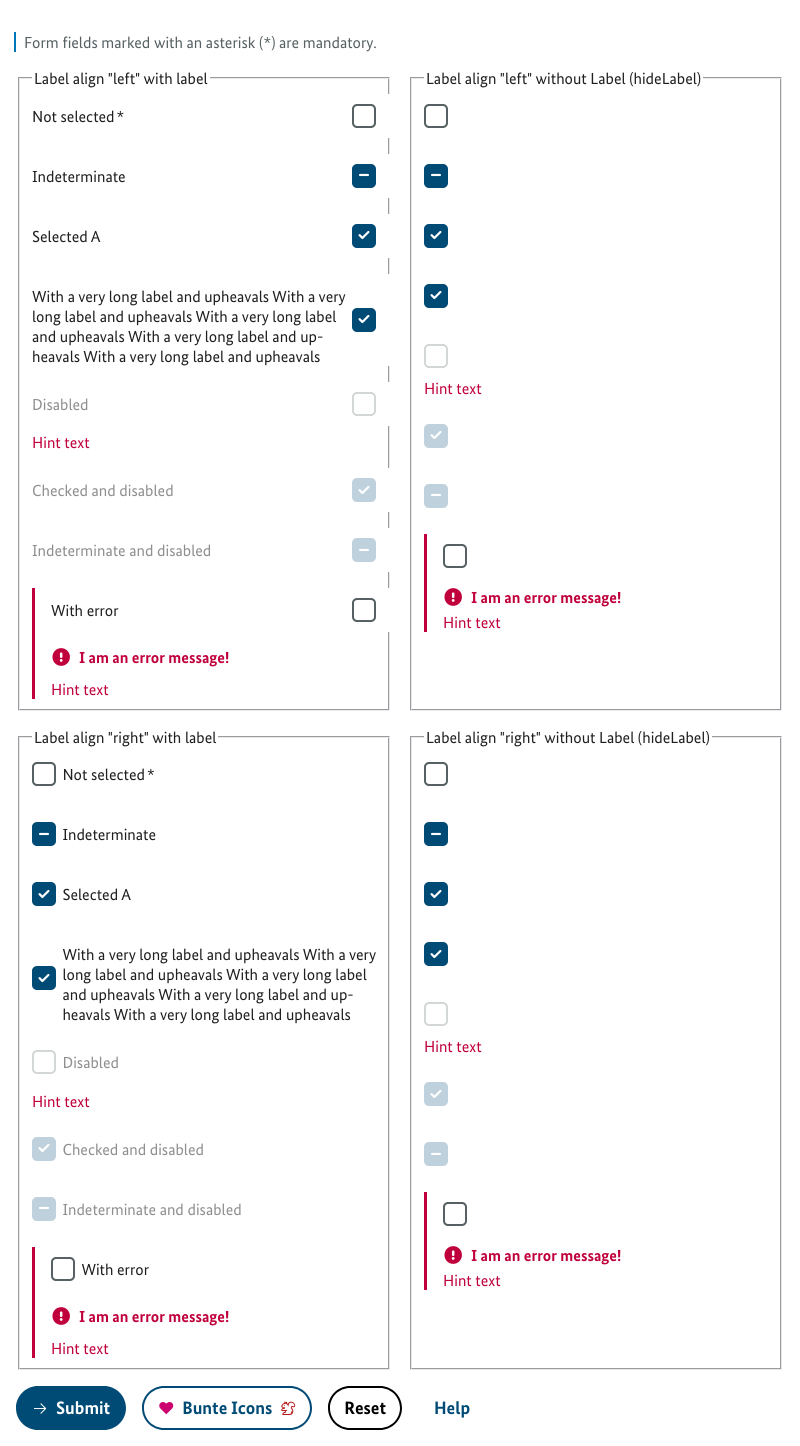 Form fields marked with an asterisk (*) are mandatory.
Label align "left" with label
Not selected *
Indeterminate
Selected A
With a very long label and upheavals With a very
long label and upheavals With a very long label
and upheavals With a very long label and up-
heavals With a very long label and upheavals
Disabled
Hint text
Checked and disabled
Indeterminate and disabled
With error
I am an error message!
Hint text
Label align "left" without Label (hideLabel)
Hint text
I am an error message!
Hint text
Label align "right" with label
Not selected *
Indeterminate
Selected A
With a very long label and upheavals With a very
long label and upheavals With a very long label
and upheavals With a very long label and up-
heavals With a very long label and upheavals
Disabled
Hint text
Checked and disabled
Indeterminate and disabled
With error
I am an error message!
Hint text
Label align "right" without Label (hideLabel)
Hint text
I am an error message!
Hint text
Submit
Bunte Icons
Reset
Help